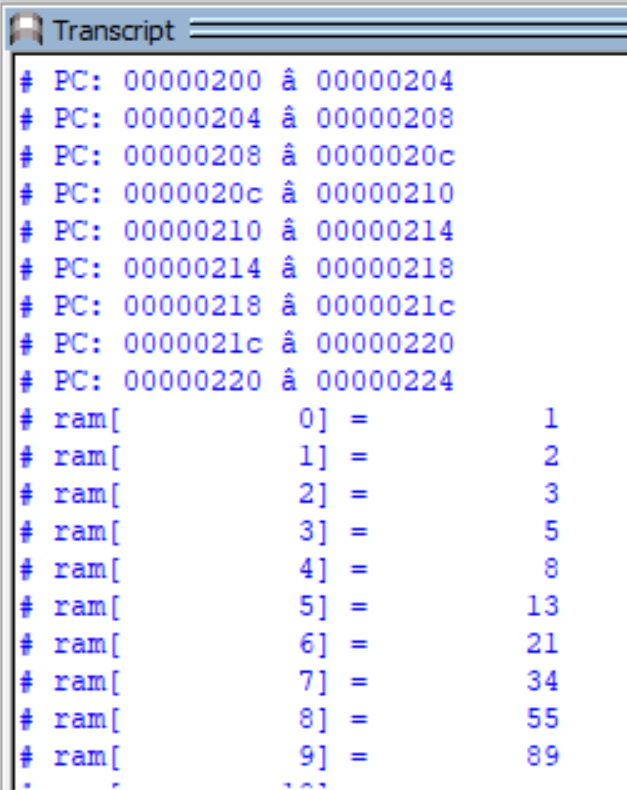 Transcript
# PC: 00000200 â 00000204
# PC: 00000204 â 00000208
# PC: 00000208 â 0000020c
# PC: 0000020c â 00000210
# PC: 00000210 â 00000214
# PC: 00000214 â 00000218
# PC: 00000218 â 0000021c
# PC: 0000021c â 00000220
# PC: 00000220 â 00000224
# ram[          0] =          1
# ram[          1] =          2
# ram[          2] =          3
# ram[          3] =          5
# ram[          4] =          8
# ram[          5] =         13
# ram[          6] =         21
# ram[          7] =         34
# ram[          8] =         55
# ram[          9] =         89